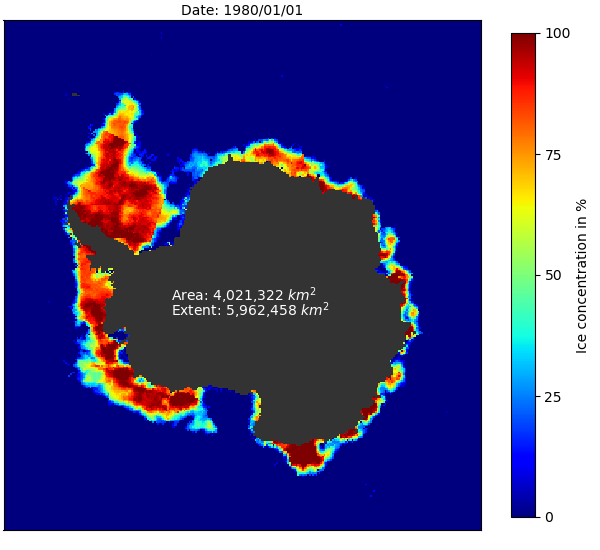 Date: 1980/01/01
100
75
50
25
0
Ice concentration in %
Area: 4,021,322 km²
Extent: 5,962,458 km²